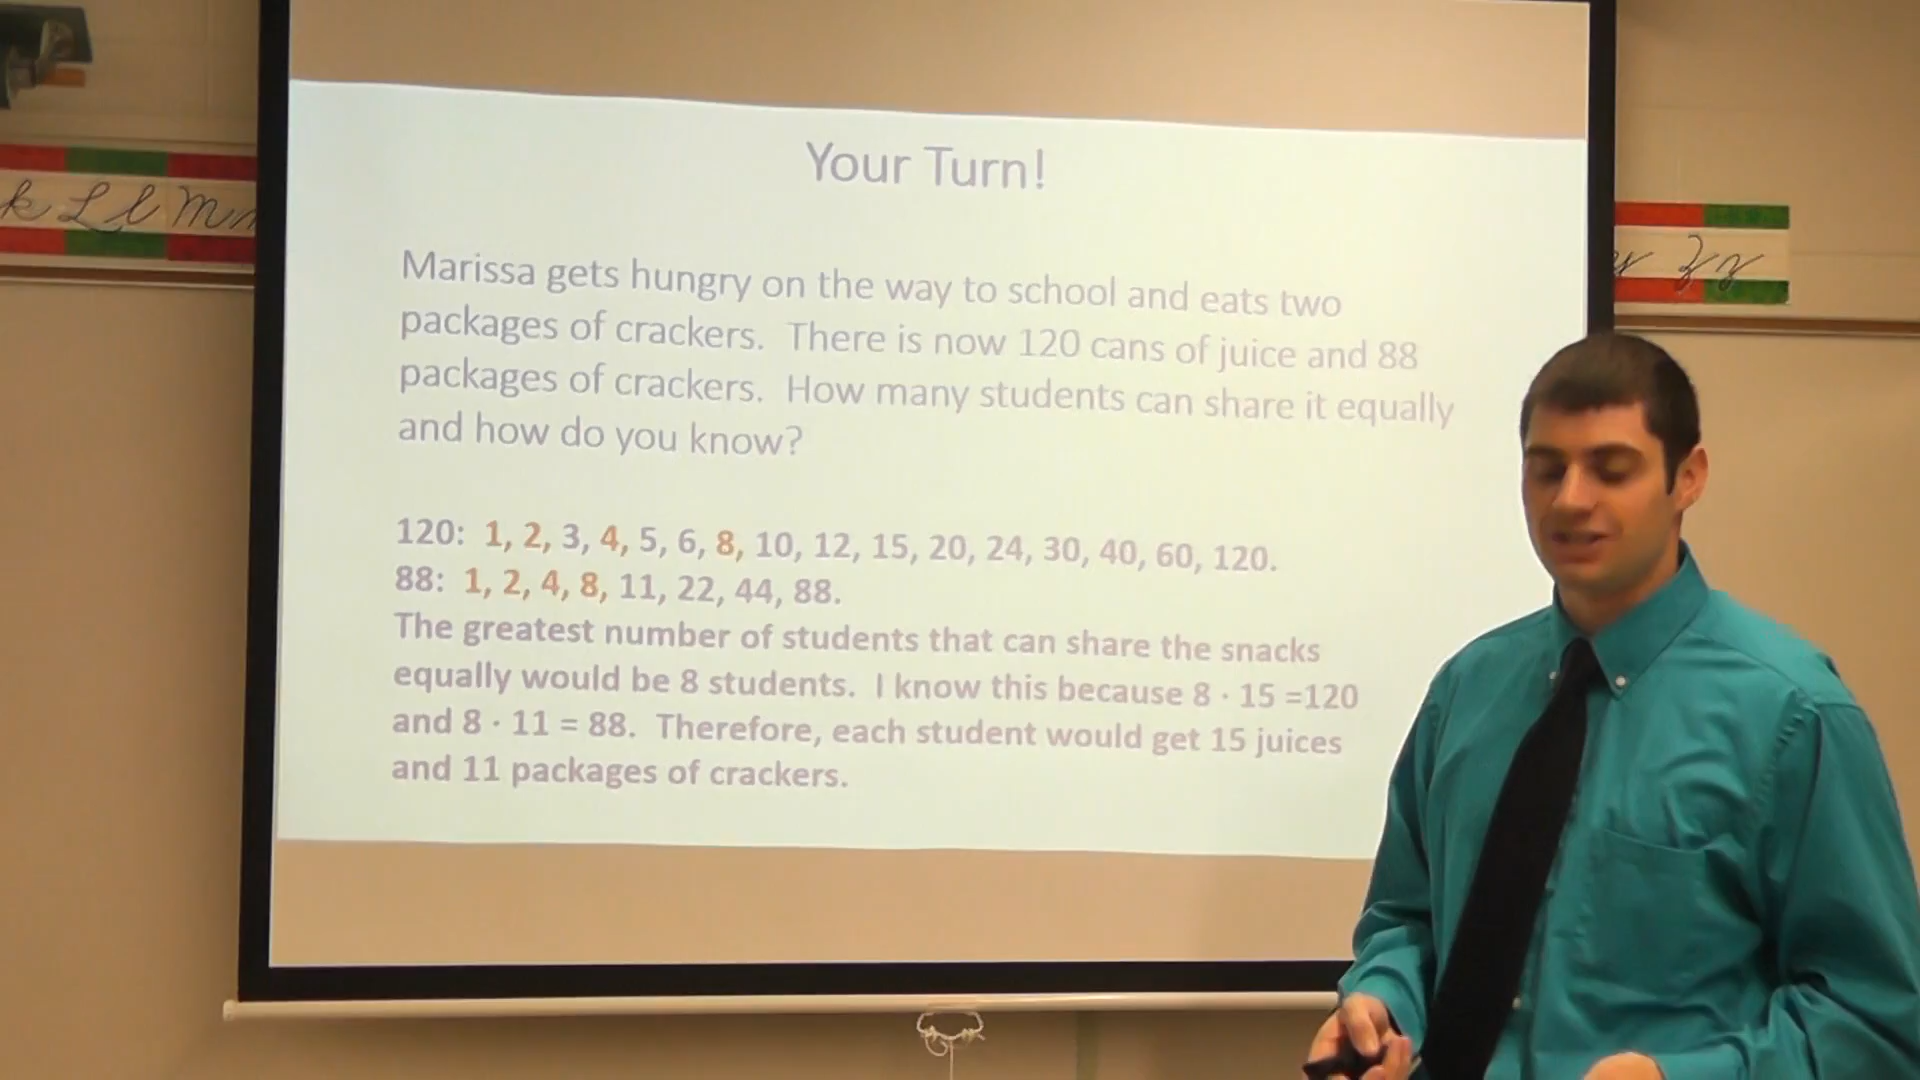 Your Turn!
k L l M m
y Z z
Marissa gets hungry on the way to school and eats two
packages of crackers. There is now 120 cans of juice and 88
packages of crackers. How many students can share it equally
and how do you know?
120: 1, 2, 3, 4, 5, 6, 8, 10, 12, 15, 20, 24, 30, 40, 60, 120.
88: 1, 2, 4, 8, 11, 22, 44, 88.
The greatest number of students that can share the snacks
equally would be 8 students. I know this because 8 · 15 =120
and 8 · 11 = 88. Therefore, each student would get 15 juices
and 11 packages of crackers.